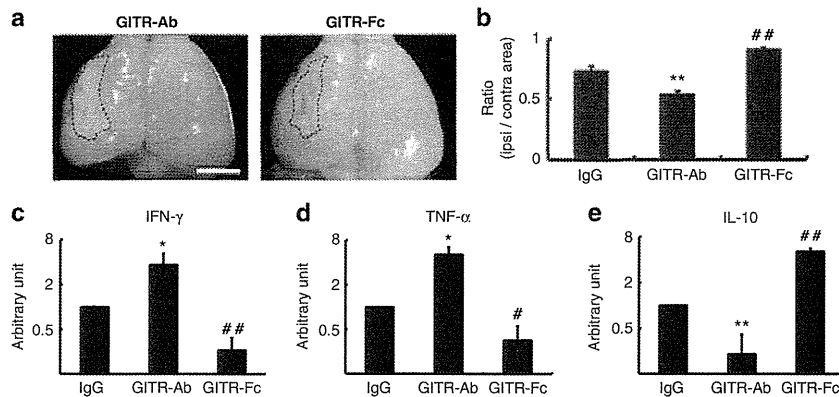 a
GITR-Ab
GITR-Fc
b
Ratio
(ipsi / contra area)
1
0.5
0
**
##
IgG
GITR-Ab
GITR-Fc
c
IFN-γ
Arbitrary unit
8
2
0.5
*
##
IgG
GITR-Ab
GITR-Fc
d
TNF-α
Arbitrary unit
8
2
0.5
*
#
IgG
GITR-Ab
GITR-Fc
e
IL-10
Arbitrary unit
8
2
0.5
**
##
IgG
GITR-Ab
GITR-Fc